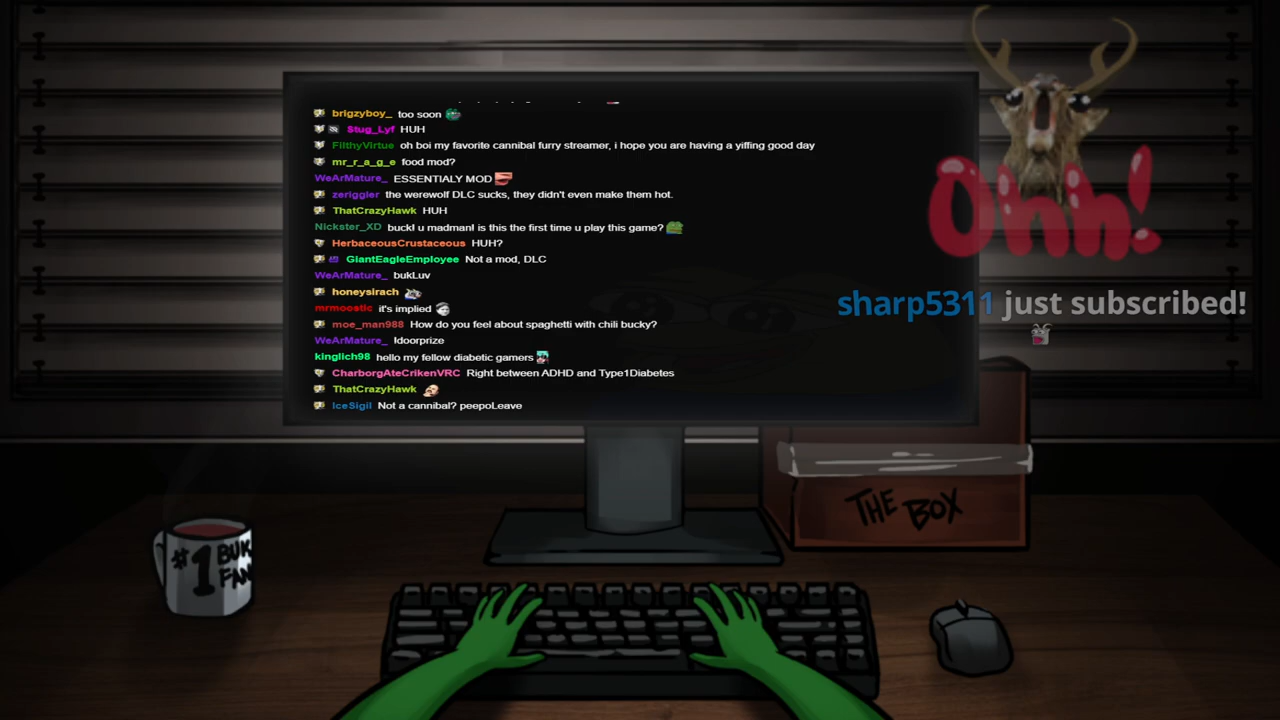 brigzyboy_ too soon
Stug_Lyf HUH
FilthyVirtue oh boi my favorite cannibal furry streamer, i hope you are having a yiffing good day
mr_r_a_g_e food mod?
WeArMature_ ESSENTIALY MOD
zeriggler the werewolf DLC sucks, they didn't even make them hot.
ThatCrazyHawk HUH
Nickster_XD buck! u madman! is this the first time u play this game?
HerbaceousCrustaceous HUH?
GiantEagleEmployee Not a mod, DLC
WeArMature_ bukLuv
honeysirach
mrmoostic it's implied
moe_man988 How do you feel about spaghetti with chili bucky?
WeArMature_ !doorprize
kinglich98 hello my fellow diabetic gamers
CharborgAteCrikenVRC Right between ADHD and Type1Diabetes
ThatCrazyHawk
IceSigil Not a cannibal? peepoLeave
Ohh!
sharp5311 just subscribed!
THE BOX
#1 BUK
FAN